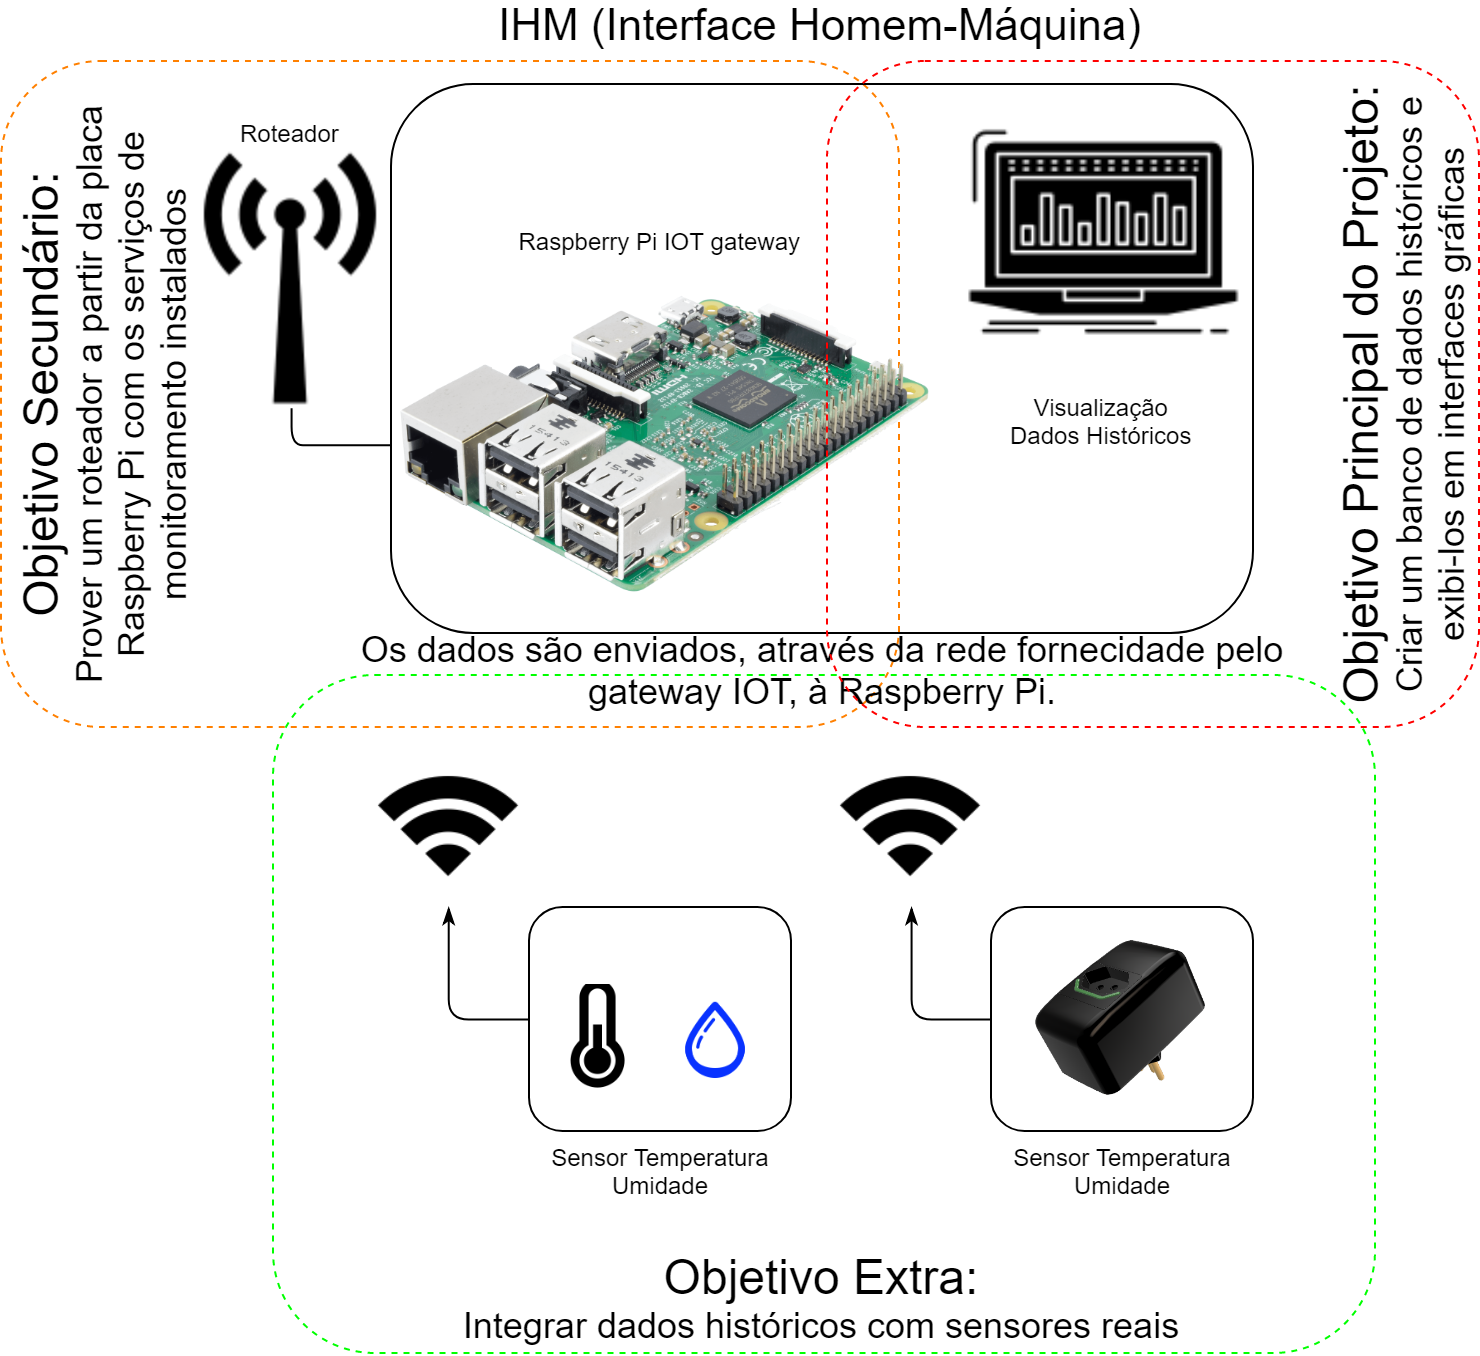 IHM (Interface Homem-Máquina)
Objetivo Secundário:
Prover um roteador a partir da placa
Raspberry Pi com os serviços de
monitoramento instalados
Roteador
Raspberry Pi IOT gateway
15413
15413
HDMI
Visualização
Dados Históricos
Objetivo Principal do Projeto:
Criar um banco de dados históricos e
exibi-los em interfaces gráficas
Os dados são enviados, através da rede fornecidade pelo
gateway IOT, à Raspberry Pi.
Sensor Temperatura
Umidade
Sensor Temperatura
Umidade
Objetivo Extra:
Integrar dados históricos com sensores reais